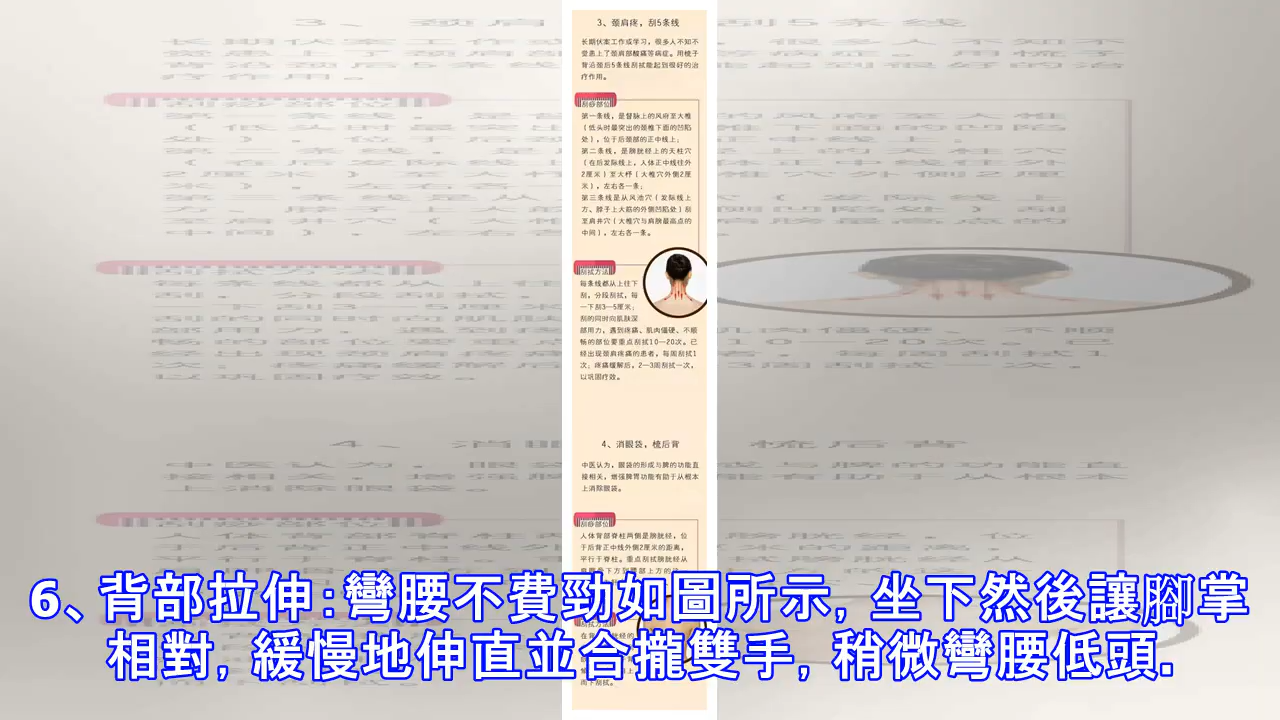 3、颈肩疼，刮5条线
长期伏案工作或学习，很多人不知不
觉患上了颈肩部酸痛等病症。用梳子
背沿颈后5条线刮拭能起到很好的治
疗作用。
刮痧部位
第一条线，是督脉上的风府至大椎
（低头时最突出的颈椎下面的凹陷
处），位于后颈部的正中线上；
第二条线，是膀胱经上的天柱穴
（在后发际线上，人体正中线往外
2厘米）至大杼（大椎穴外侧2厘
米），左右各一条；
第三条线是从风池穴（发际线上
方、脖子上大筋的外侧凹陷处）刮
至肩井穴（大椎穴与肩膀最高点的
中间），左右各一条。
刮拭方法
每条线都从上往下
刮，分段刮拭，每
一下刮3—5厘米；
刮的同时向肌肤深
部用力，遇到疼痛、肌肉僵硬、不顺
畅的部位要重点刮拭10—20次。已
经出现颈肩疼痛的患者，每周刮拭1
次；疼痛缓解后，2—3周刮拭一次，
以巩固疗效。
4、消眼袋，梳后背
中医认为，眼袋的形成与脾的功能直
接相关，增强脾胃功能有助于从根本
上消除眼袋。
刮痧部位
人体背部脊柱两侧是膀胱经，位
于后背正中线外侧2厘米的距离，
平行于脊柱。重点刮拭膀胱经从
6、背部拉伸：彎腰不費勁如圖所示，坐下然後讓腳掌
相對，緩慢地伸直並合攏雙手，稍微彎腰低頭.